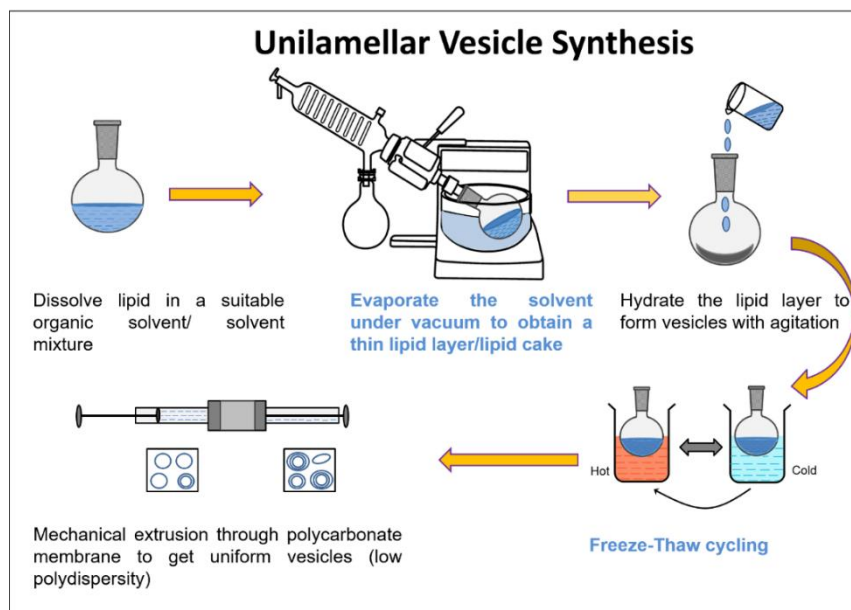 Unilamellar Vesicle Synthesis
Dissolve lipid in a suitable
organic solvent/ solvent
mixture
Evaporate the solvent
under vacuum to obtain a
thin lipid layer/lipid cake
Hydrate the lipid layer to
form vesicles with agitation
Hot
Cold
Freeze-Thaw cycling
Mechanical extrusion through polycarbonate
membrane to get uniform vesicles (low
polydispersity)